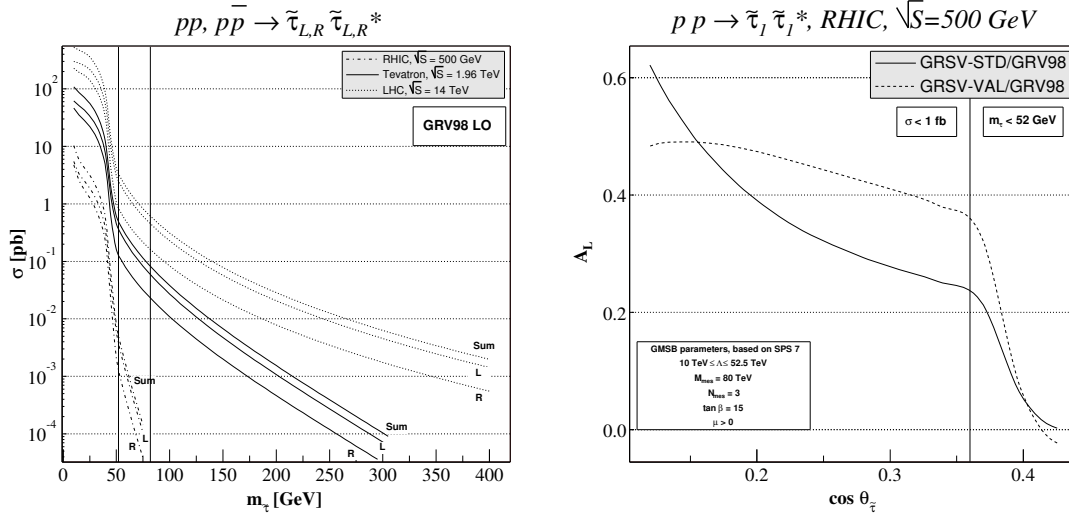 pp, pp̅ → τ̃L,R τ̃L,R*
RHIC, √S = 500 GeV
Tevatron, √S = 1.96 TeV
LHC, √S = 14 TeV
GRV98 LO
σ [pb]
10²
10
1
10⁻¹
10⁻²
10⁻³
10⁻⁴
Sum
L
R
Sum
L
R
Sum
L
R
0 50 100 150 200 250 300 350 400
mτ̃ [GeV]
p p → τ̃1 τ̃1*, RHIC, √S=500 GeV
GRSV-STD/GRV98
GRSV-VAL/GRV98
σ < 1 fb
mτ̃ < 52 GeV
AL
0.6
0.4
0.2
0.0
GMSB parameters, based on SPS 7
10 TeV ≤ Λ ≤ 52.5 TeV
Mmes = 80 TeV
Nmes = 3
tan β = 15
μ > 0
0.2 0.3 0.4
cos θτ̃